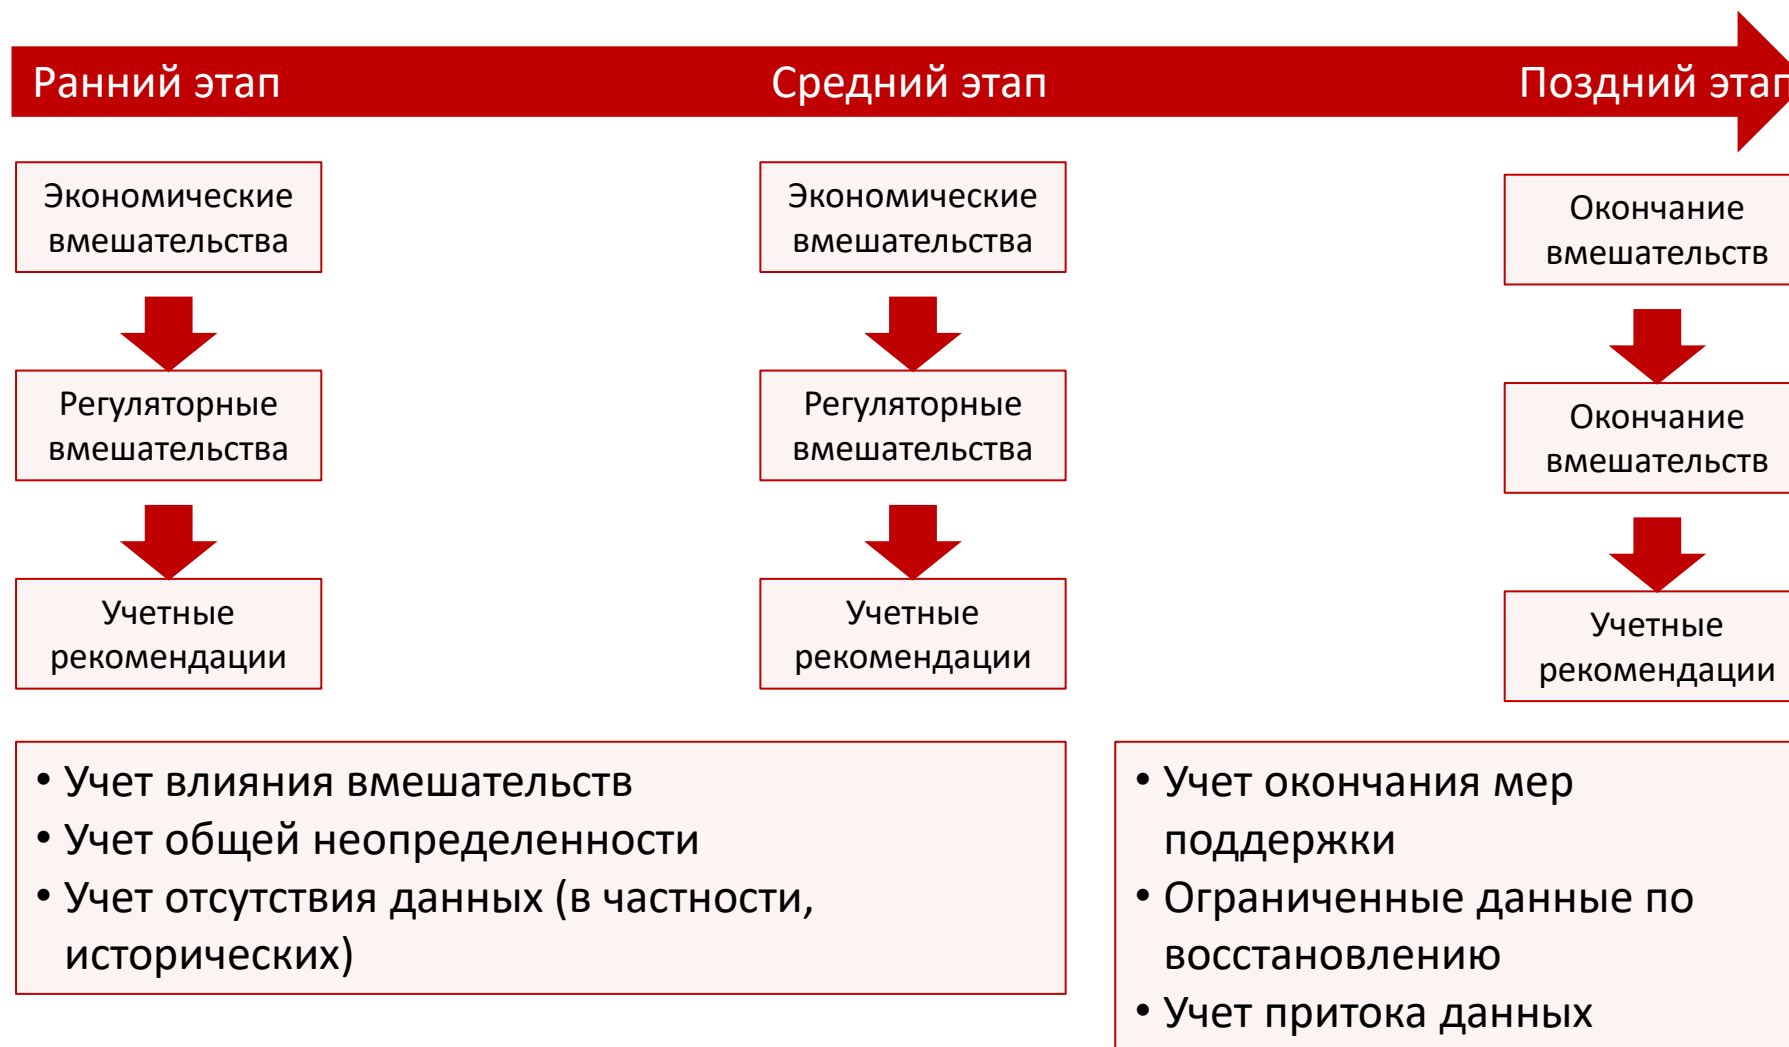 Ранний этап
Средний этап
Поздний этап
Экономические
вмешательства
Регуляторные
вмешательства
Учетные
рекомендации
Экономические
вмешательства
Регуляторные
вмешательства
Учетные
рекомендации
Окончание
вмешательств
Окончание
вмешательств
Учетные
рекомендации
• Учет влияния вмешательств
• Учет общей неопределенности
• Учет отсутствия данных (в частности,
исторических)
• Учет окончания мер
поддержки
• Ограниченные данные по
восстановлению
• Учет притока данных